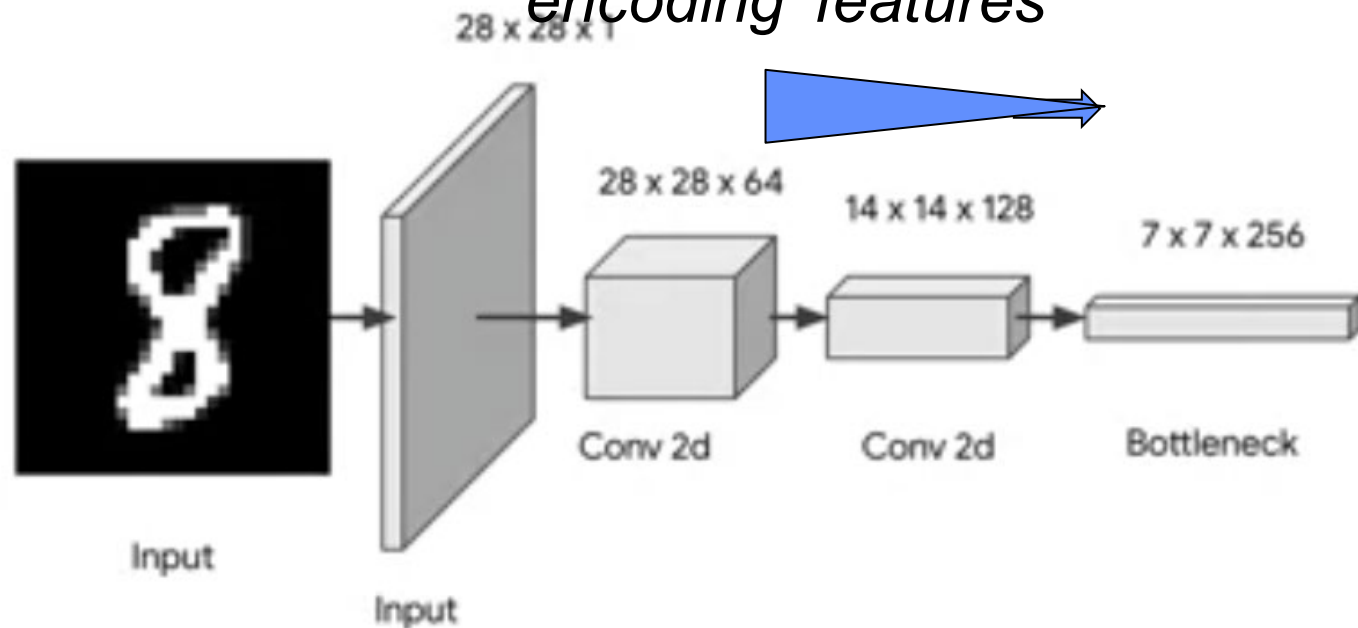 encoding features
28 x 28 x 1
28 x 28 x 64
14 x 14 x 128
7 x 7 x 256
Conv 2d
Conv 2d
Bottleneck
Input
Input